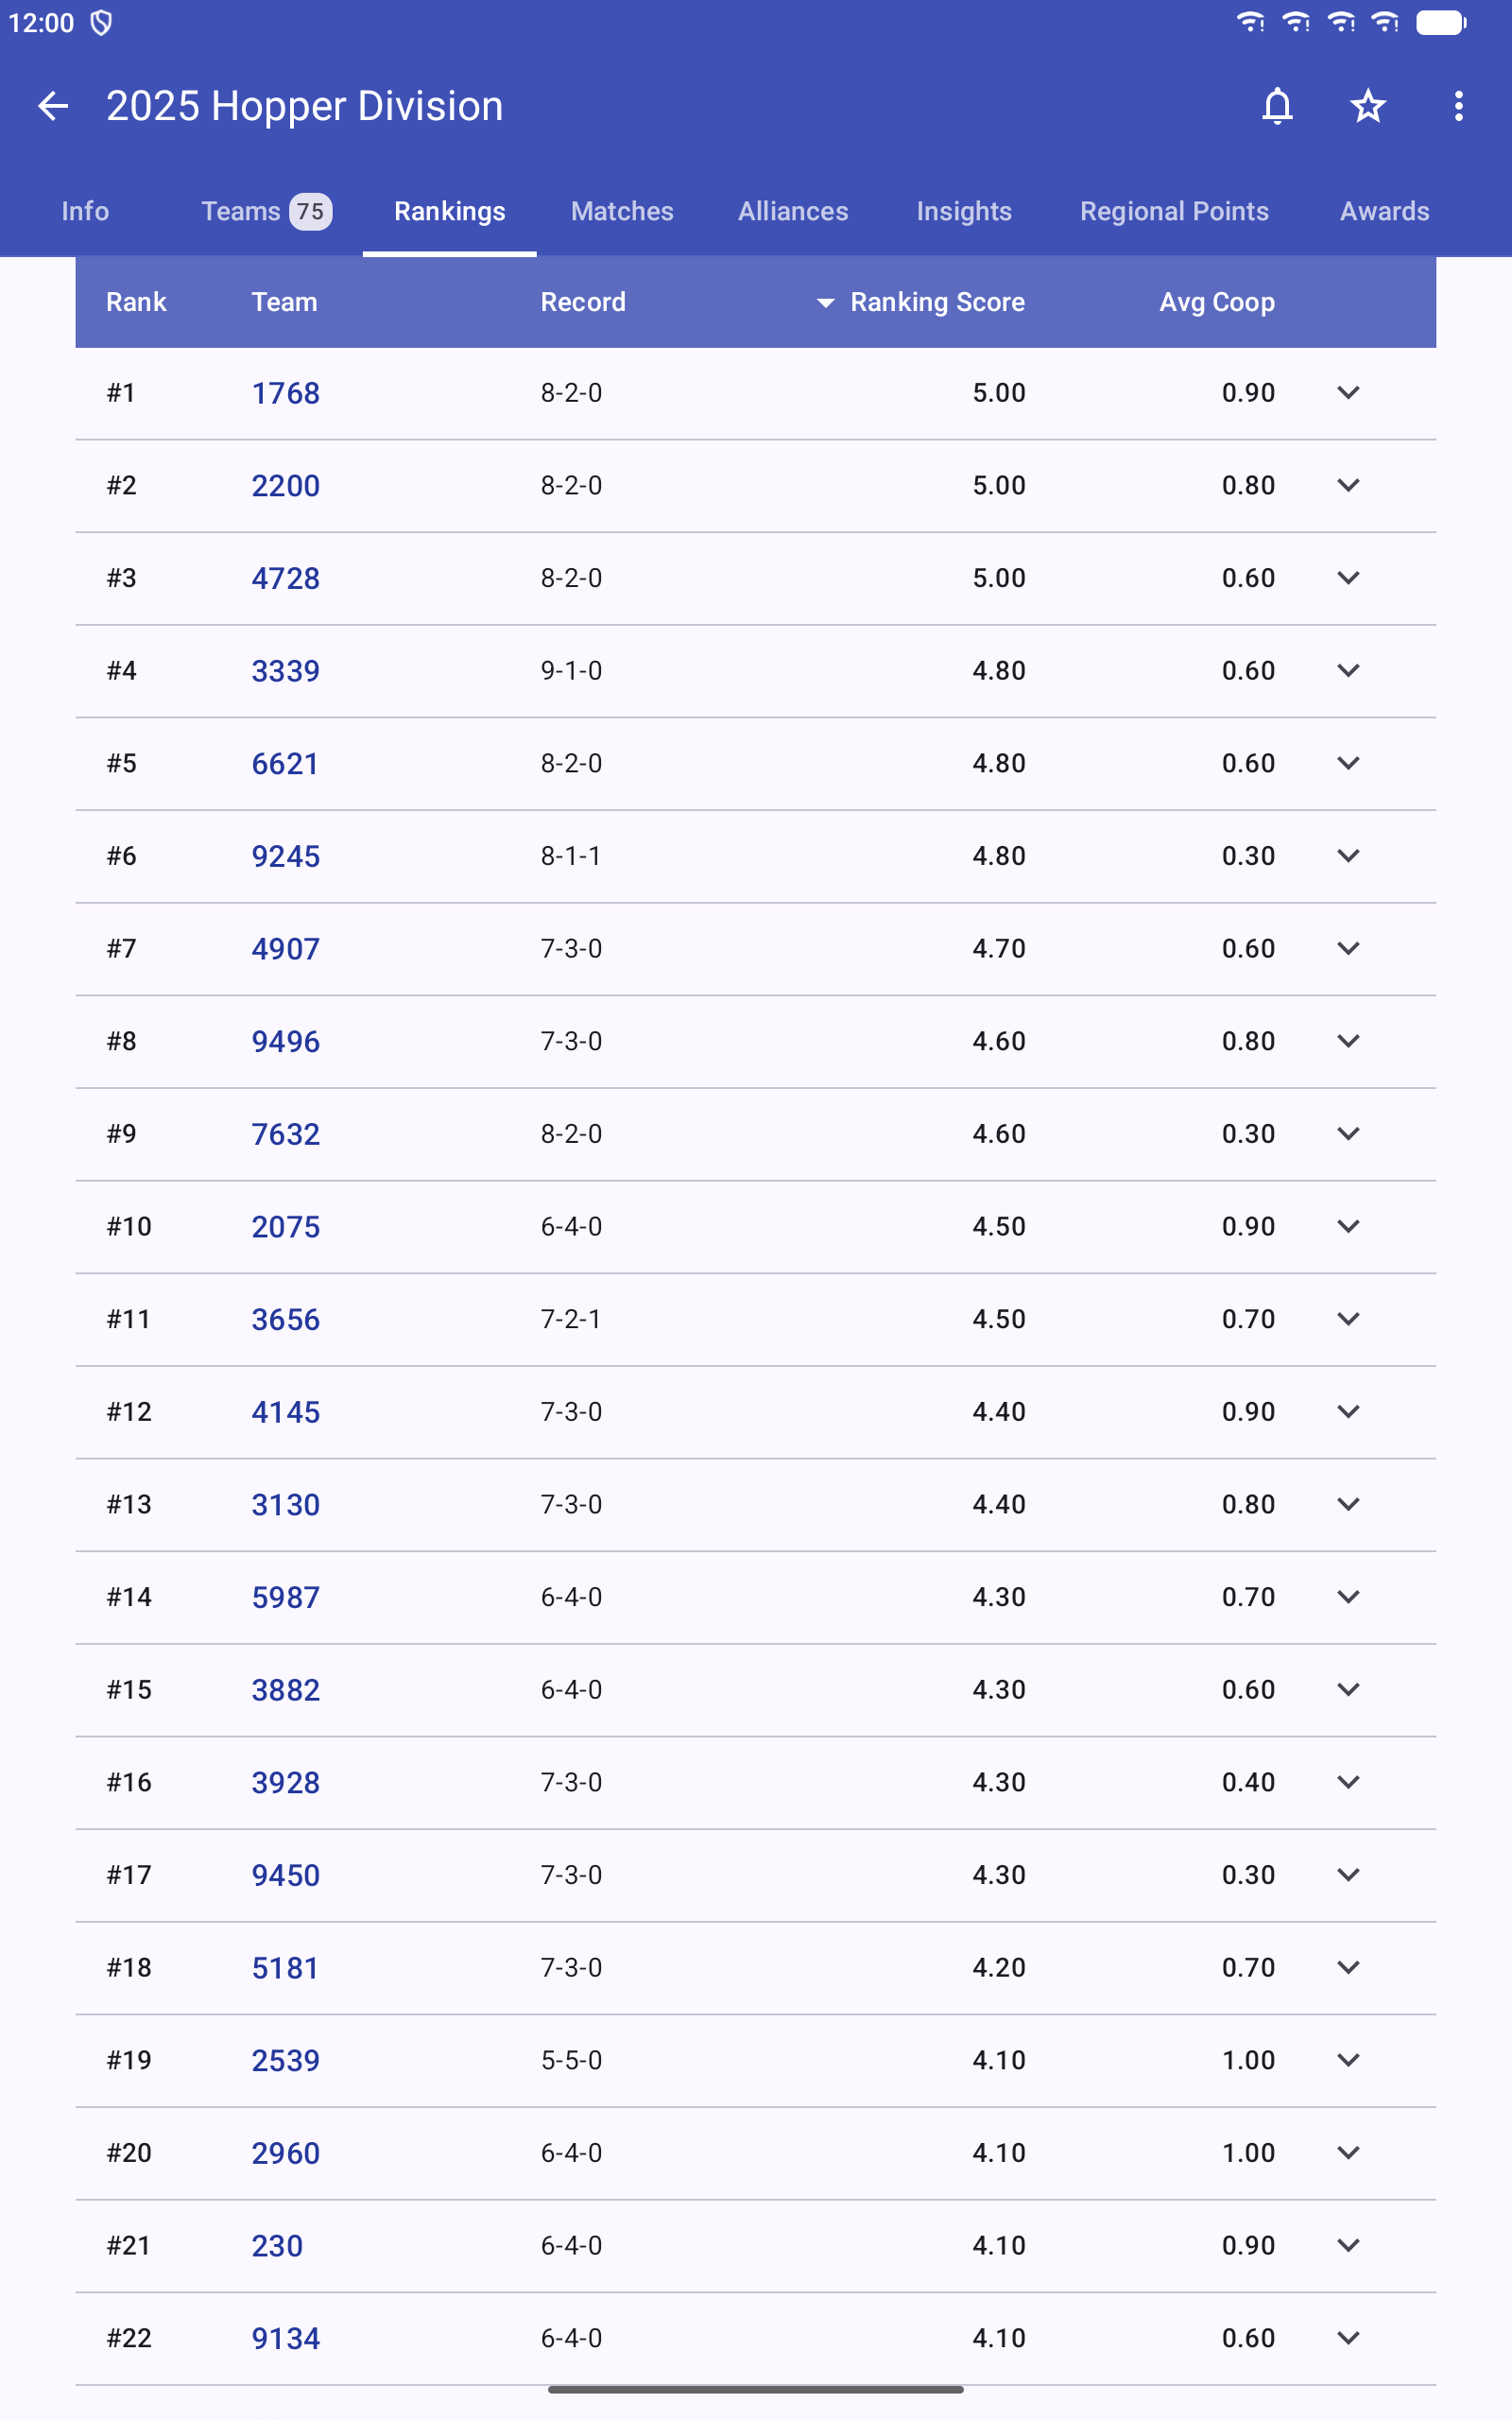 12:00
2025 Hopper Division
Info Teams 75 Rankings Matches Alliances Insights Regional Points Awards
Rank Team Record Ranking Score Avg Coop
#1 1768 8-2-0 5.00 0.90
#2 2200 8-2-0 5.00 0.80
#3 4728 8-2-0 5.00 0.60
#4 3339 9-1-0 4.80 0.60
#5 6621 8-2-0 4.80 0.60
#6 9245 8-1-1 4.80 0.30
#7 4907 7-3-0 4.70 0.60
#8 9496 7-3-0 4.60 0.80
#9 7632 8-2-0 4.60 0.30
#10 2075 6-4-0 4.50 0.90
#11 3656 7-2-1 4.50 0.70
#12 4145 7-3-0 4.40 0.90
#13 3130 7-3-0 4.40 0.80
#14 5987 6-4-0 4.30 0.70
#15 3882 6-4-0 4.30 0.60
#16 3928 7-3-0 4.30 0.40
#17 9450 7-3-0 4.30 0.30
#18 5181 7-3-0 4.20 0.70
#19 2539 5-5-0 4.10 1.00
#20 2960 6-4-0 4.10 1.00
#21 230 6-4-0 4.10 0.90
#22 9134 6-4-0 4.10 0.60